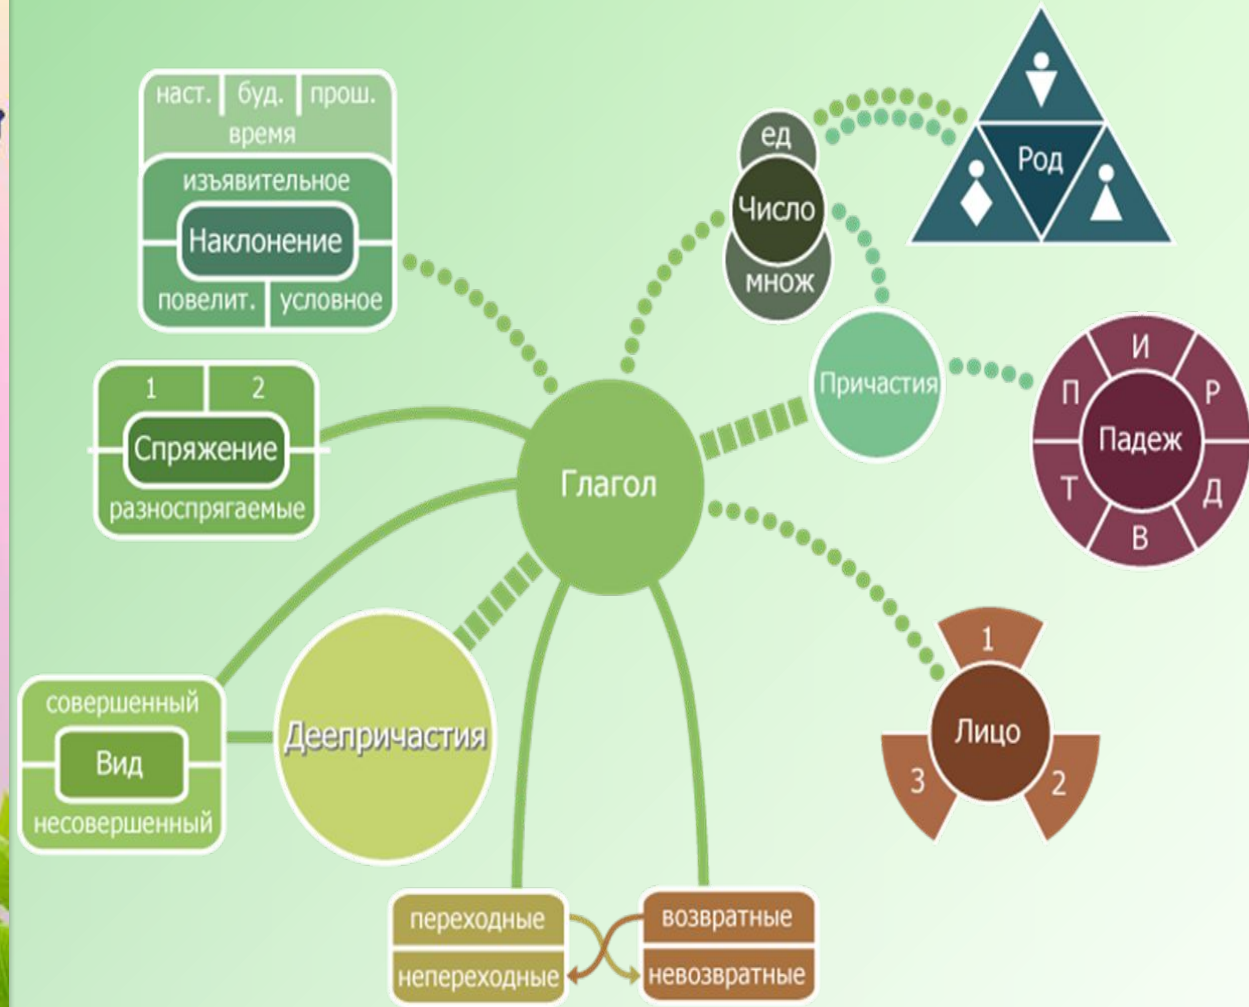 наст. буд. прош.
время
изъявительное
Наклонение
повелит. условное
ед
Число
множ
Род
Причастия
И
Р
Д
В
Т
П
Падеж
1 2
Спряжение
разноспрягаемые
Глагол
совершенный
Вид
несовершенный
Деепричастия
1
Лицо
3 2
переходные
непереходные
возвратные
невозвратные